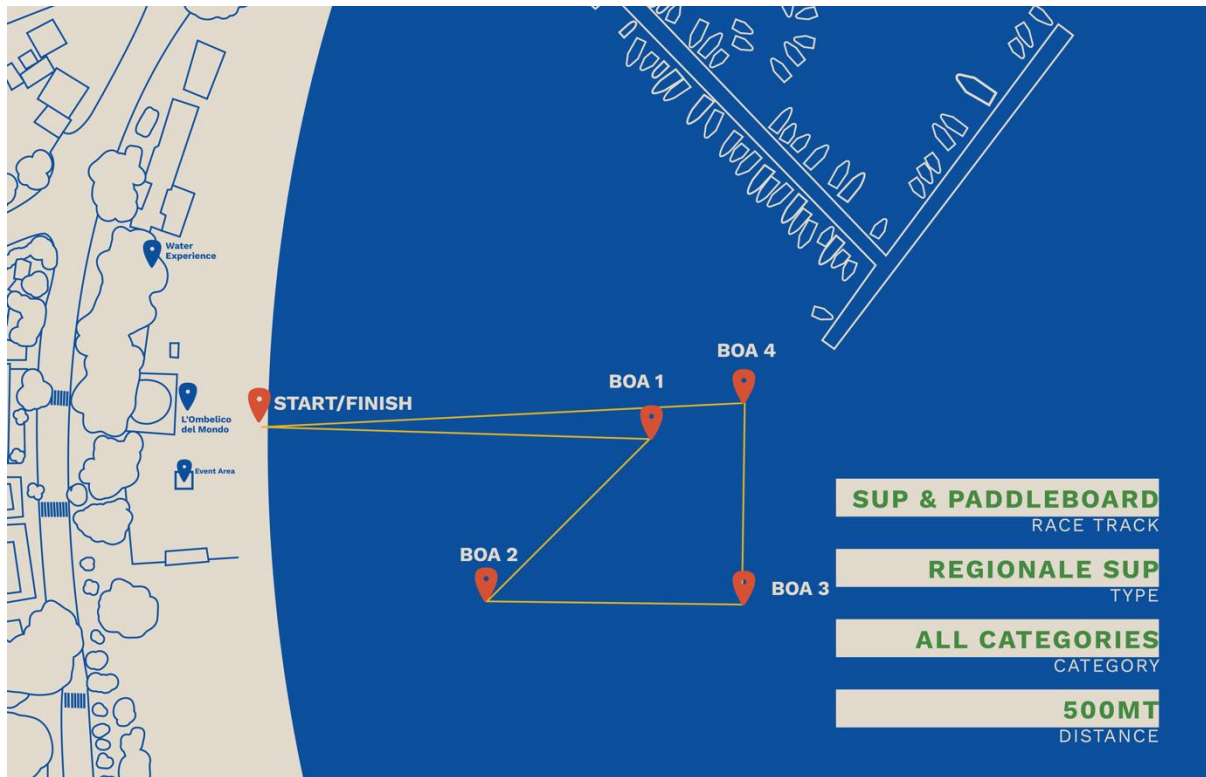 Water
Experience
L'Ombelico
del Mondo
Event Area
START/FINISH
BOA 1
BOA 4
BOA 2
BOA 3
SUP & PADDLEBOARD
RACE TRACK
REGIONALE SUP
TYPE
ALL CATEGORIES
CATEGORY
500MT
DISTANCE